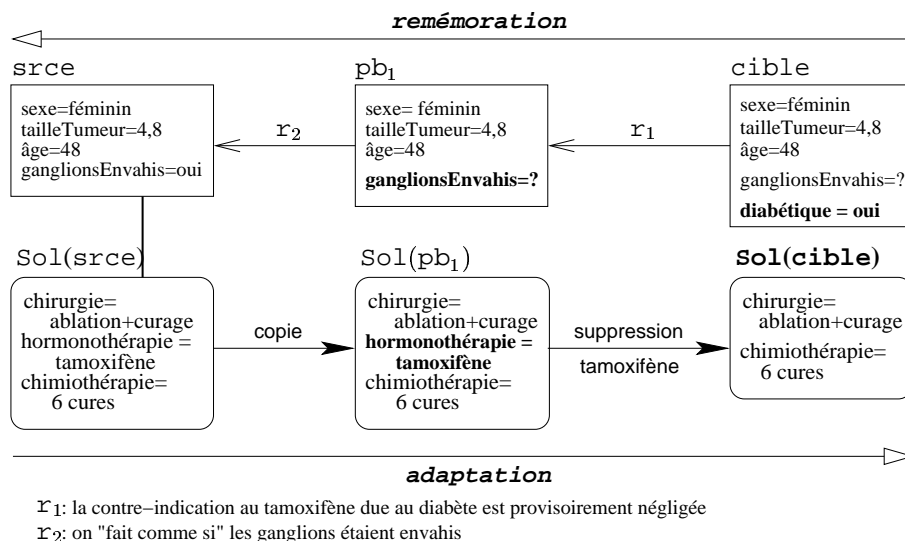 remémoration
srce
pb1
cible
sexe=féminin
tailleTumeur=4,8
âge=48
ganglionsEnvahis=oui
r2
sexe= féminin
tailleTumeur=4,8
âge=48
ganglionsEnvahis=?
r1
sexe=féminin
tailleTumeur=4,8
âge=48
ganglionsEnvahis=?
diabétique = oui
Sol(srce)
Sol(pb1)
Sol(cible)
chirurgie=
ablation+curage
hormonothérapie =
tamoxifène
chimiothérapie=
6 cures
copie
chirurgie=
ablation+curage
hormonothérapie =
tamoxifène
chimiothérapie=
6 cures
suppression
tamoxifène
chirurgie=
ablation+curage
chimiothérapie=
6 cures
adaptation
r1: la contre−indication au tamoxifène due au diabète est provisoirement négligée
r2: on "fait comme si" les ganglions étaient envahis